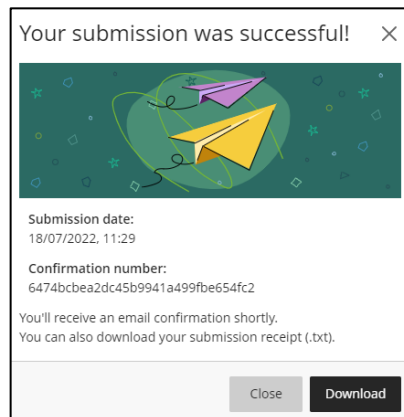 Your submission was successful!
Submission date:
18/07/2022, 11:29
Confirmation number:
6474bcbea2dc45b9941a499fbe654fc2
You'll receive an email confirmation shortly.
You can also download your submission receipt (.txt).
Close Download